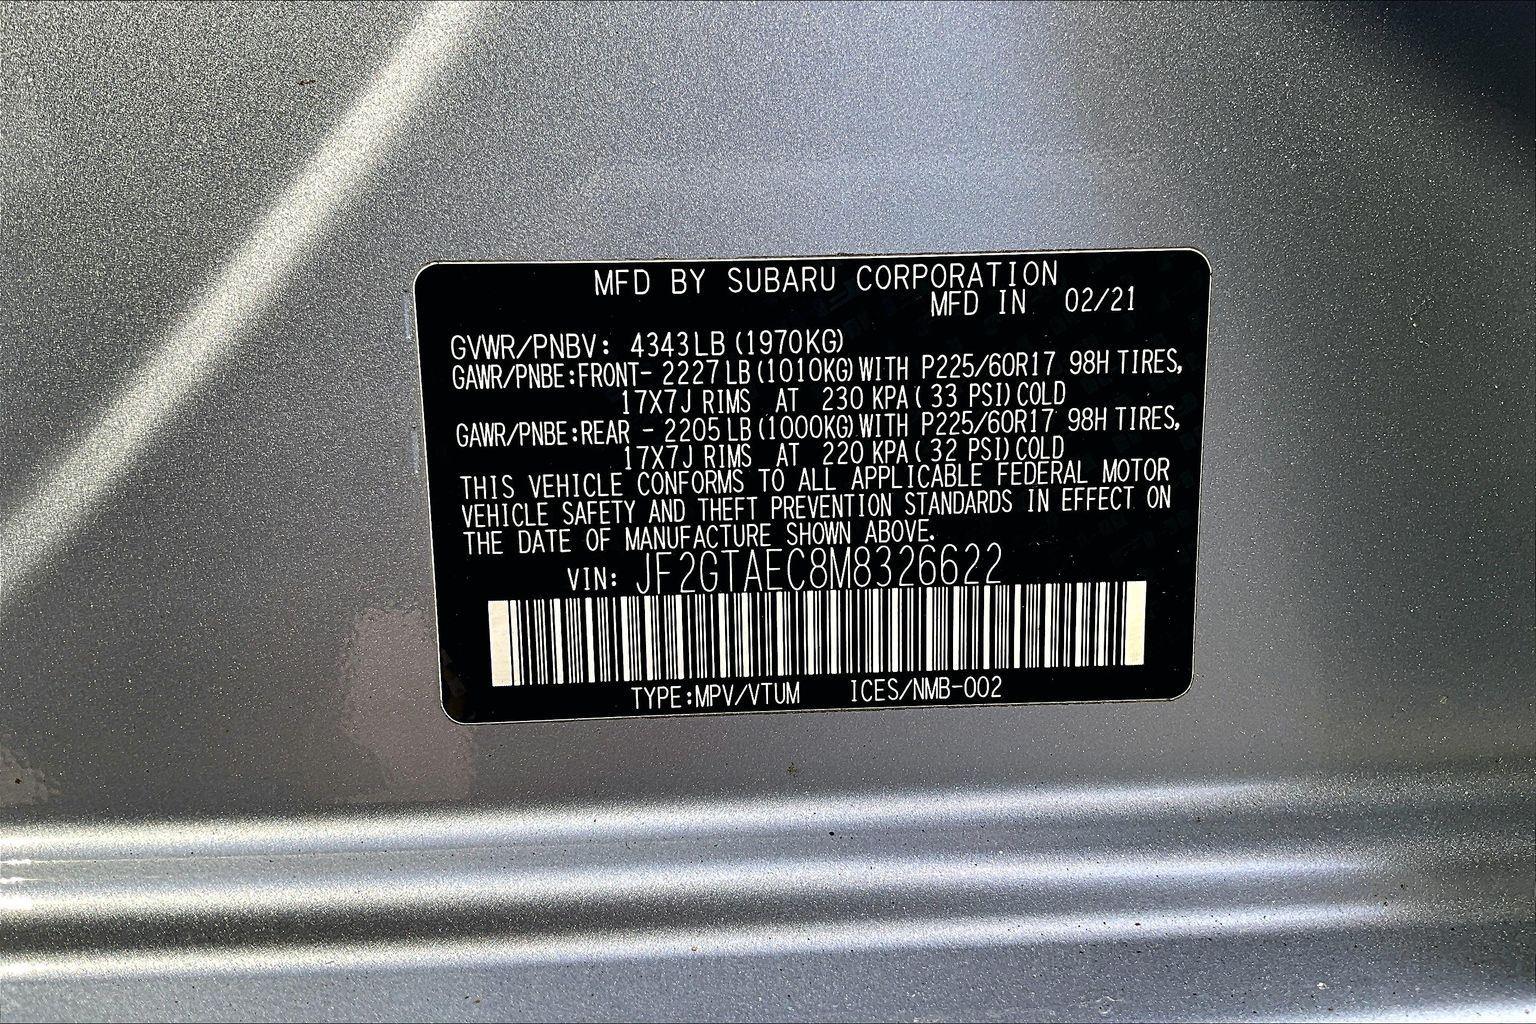 MFD BY SUBARU CORPORATION
MFD IN 02/21
GVWR/PNBV: 4343LB (1970KG)
GAWR/PNBE:FRONT- 2227LB(1010KG)WITH P225/60R17 98H TIRES,
17X7J RIMS AT 230 KPA( 33 PSI)COLD
GAWR/PNBE:REAR - 2205LB(1000KG)WITH P225/60R17 98H TIRES,
17X7J RIMS AT 220 KPA( 32 PSI)COLD
THIS VEHICLE CONFORMS TO ALL APPLICABLE FEDERAL MOTOR
VEHICLE SAFETY AND THEFT PREVENTION STANDARDS IN EFFECT ON
THE DATE OF MANUFACTURE SHOWN ABOVE.
VIN: JF2GTAEC8M8326622
TYPE:MPV/VTUM ICES/NMB-002